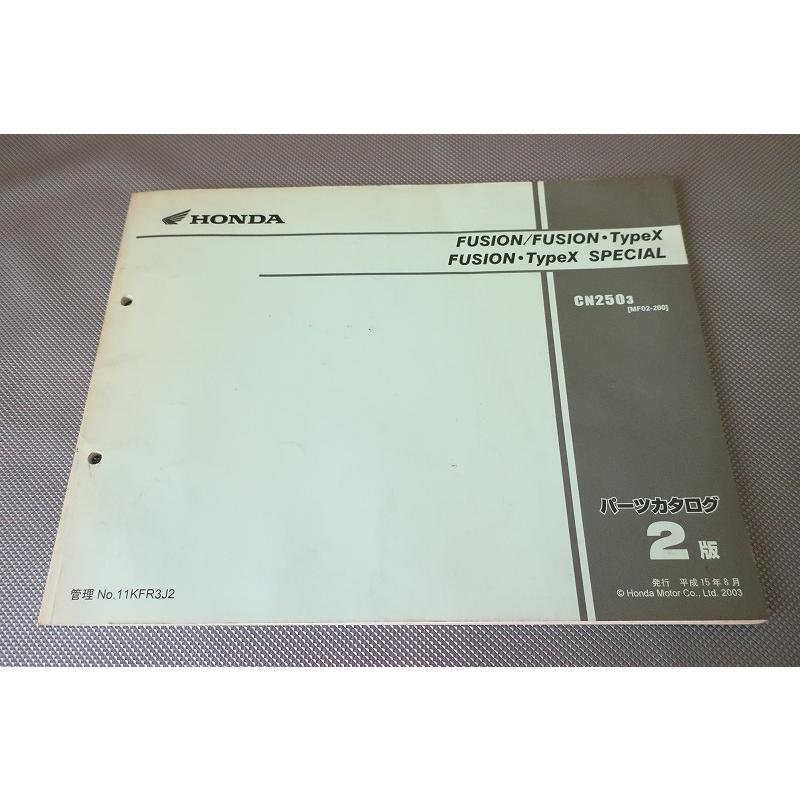 HONDA
FUSION/FUSION・TypeX
FUSION・TypeX SPECIAL
CN250₃
[MF02-200]
パーツカタログ
2版
発行 平成15年8月
© Honda Motor Co., Ltd. 2003
管理 No.11KFR3J2